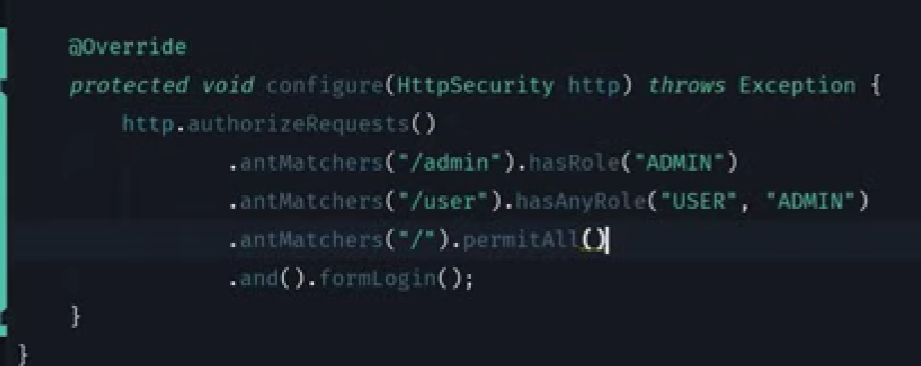 @Override
protected void configure(HttpSecurity http) throws Exception {
http.authorizeRequests()
.antMatchers("/admin").hasRole("ADMIN")
.antMatchers("/user").hasAnyRole("USER", "ADMIN")
.antMatchers("/").permitAll()
.and().formLogin();
}
}